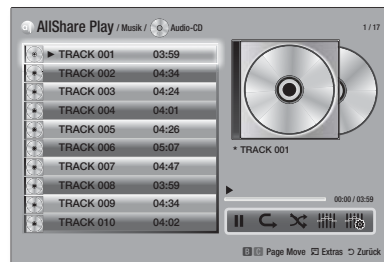 AllShare Play / Musik / Audio-CD 1 / 17
TRACK 001 03:59
TRACK 002 04:34
TRACK 003 04:24
TRACK 004 04:01
TRACK 005 04:26
TRACK 006 05:07
TRACK 007 04:47
TRACK 008 03:59
TRACK 009 04:34
TRACK 010 04:02
* TRACK 001
00:00 / 03:59
B C Page Move Extras Zurück